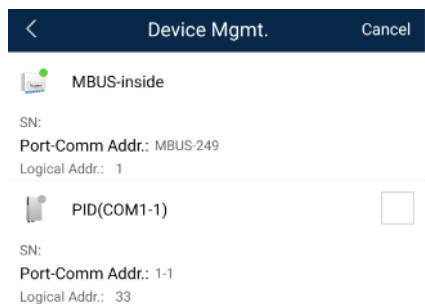 Device Mgmt. Cancel
MBUS-inside
SN:
Port-Comm Addr.: MBUS-249
Logical Addr.: 1
PID(COM1-1)
SN:
Port-Comm Addr.: 1-1
Logical Addr.: 33